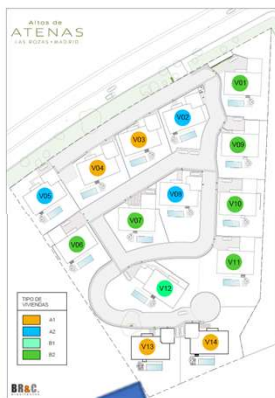 Altos de
ATENAS
LAS ROZAS • MADRID
V01
V02
V03
V09
V04
V05
V08
V10
V07
V06
V11
V12
V13
V14
TIPO DE
VIVIENDAS
A1
A2
B1
B2
BR&C.